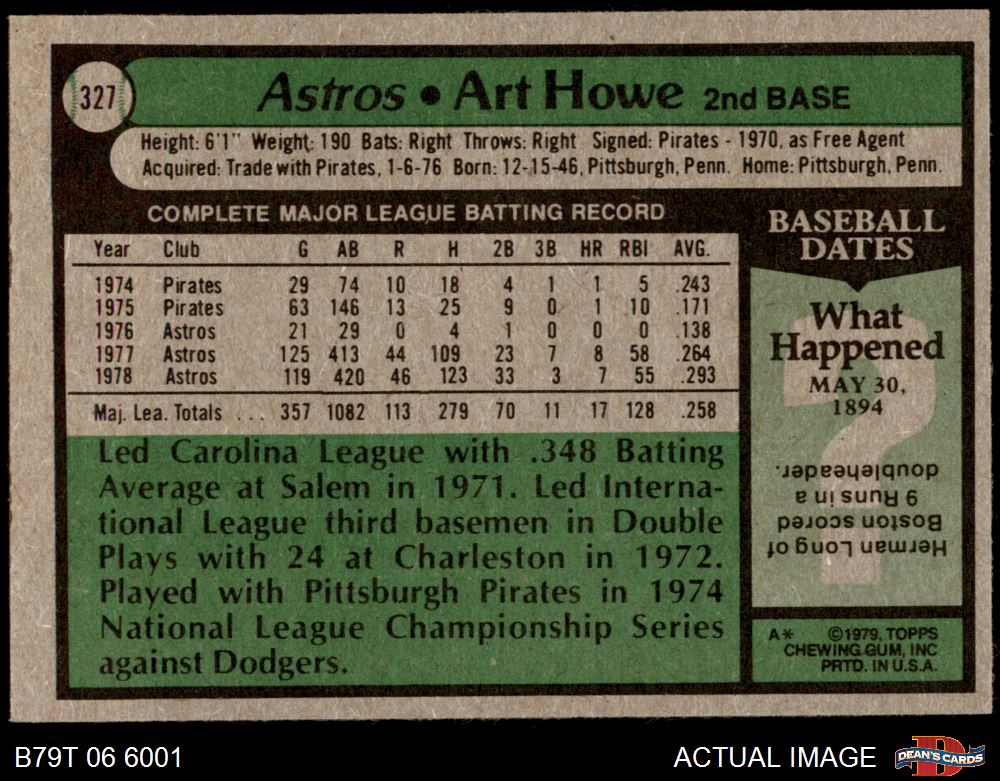 327
Astros • Art Howe 2nd BASE
Height: 6'1" Weight: 190 Bats: Right Throws: Right Signed: Pirates - 1970, as Free Agent
Acquired: Trade with Pirates, 1-6-76 Born: 12-15-46, Pittsburgh, Penn. Home: Pittsburgh, Penn.
COMPLETE MAJOR LEAGUE BATTING RECORD
Year Club G AB R H 2B 3B HR RBI AVG.
1974 Pirates 29 74 10 18 4 1 1 5 .243
1975 Pirates 63 146 13 25 9 0 1 10 .171
1976 Astros 21 29 0 4 1 0 0 0 .138
1977 Astros 125 413 44 109 23 7 8 58 .264
1978 Astros 119 420 46 123 33 3 7 55 .293
Maj. Lea. Totals ... 357 1082 113 279 70 11 17 128 .258
Led Carolina League with .348 Batting
Average at Salem in 1971. Led Interna-
tional League third basemen in Double
Plays with 24 at Charleston in 1972.
Played with Pittsburgh Pirates in 1974
National League Championship Series
against Dodgers.
BASEBALL
DATES
What
Happened
MAY 30,
1894
?
Herman Long of
Boston scored
9 Runs in a
doubleheader.
A* ©1979, TOPPS
CHEWING GUM, INC
PRTD. IN U.S.A.
B79T 06 6001
ACTUAL IMAGE
D
DEAN'S CARDS